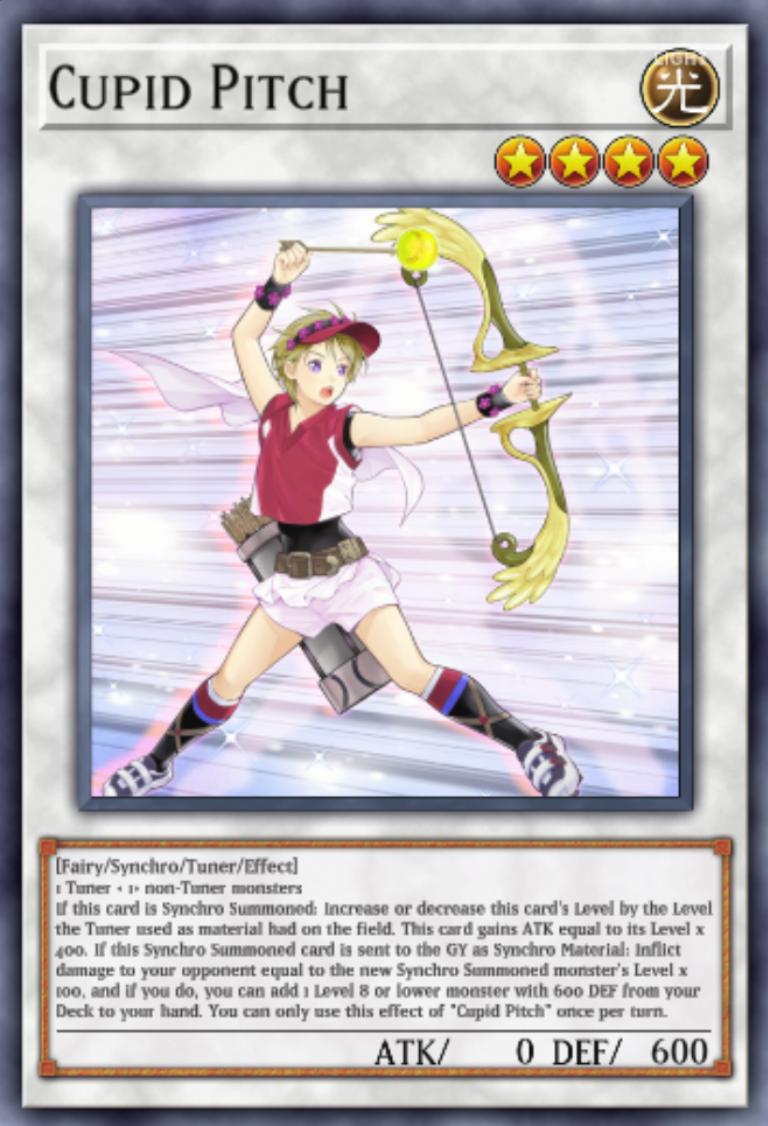 CUPID PITCH
LIGHT
光
[Fairy/Synchro/Tuner/Effect]
1 Tuner + 1+ non-Tuner monsters
If this card is Synchro Summoned: Increase or decrease this card's Level by the Level
the Tuner used as material had on the field. This card gains ATK equal to its Level x
400. If this Synchro Summoned card is sent to the GY as Synchro Material: Inflict
damage to your opponent equal to the new Synchro Summoned monster's Level x
100, and if you do, you can add 1 Level 8 or lower monster with 600 DEF from your
Deck to your hand. You can only use this effect of "Cupid Pitch" once per turn.
ATK/ 0 DEF/ 600